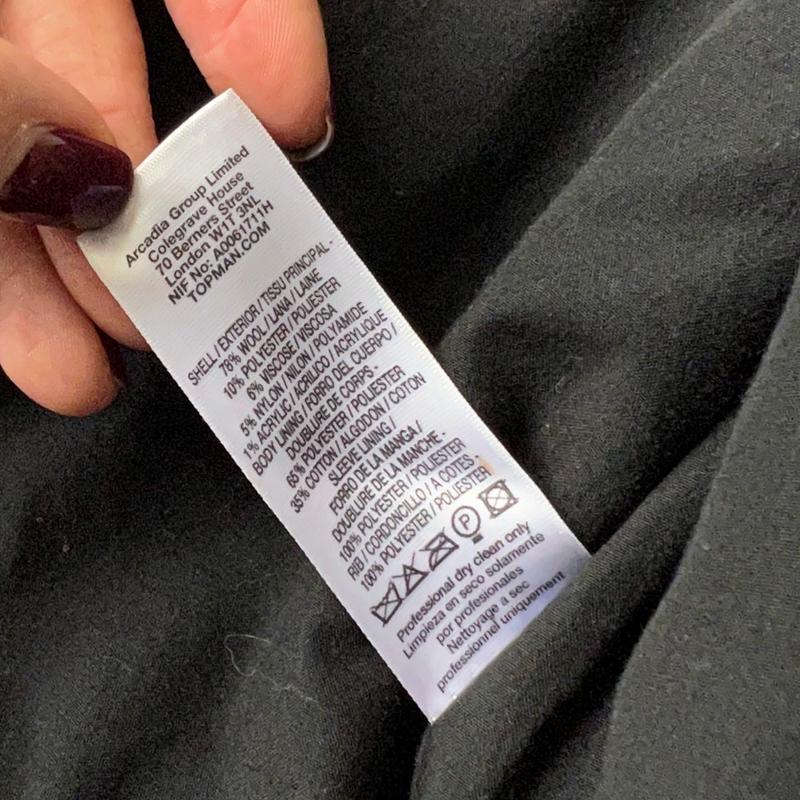 Arcadia Group Limited
Colegrave House
70 Berners Street
London W1T 3NL
NIF No: A0061711H
TOPMAN.COM
SHELL / EXTERIOR / TISSU PRINCIPAL -
78% WOOL / LANA / LAINE
10% POLYESTER / POLIESTER
6% VISCOSE / VISCOSA
5% NYLON / NILON / POLYAMIDE
1% ACRYLIC / ACRILICO / ACRYLIQUE
BODY LINING / FORRO DEL CUERPO /
DOUBLURE DE CORPS -
65% POLYESTER / POLIESTER
35% COTTON / ALGODON / COTON
SLEEVE LINING /
FORRO DE LA MANGA /
DOUBLURE DE LA MANCHE -
100% POLYESTER / POLIESTER
RIB / CORDONCILLO / A COTES -
100% POLYESTER / POLIESTER
P
Professional dry clean only
Limpieza en seco solamente
por profesionales
Nettoyage a sec
professionnel uniquement